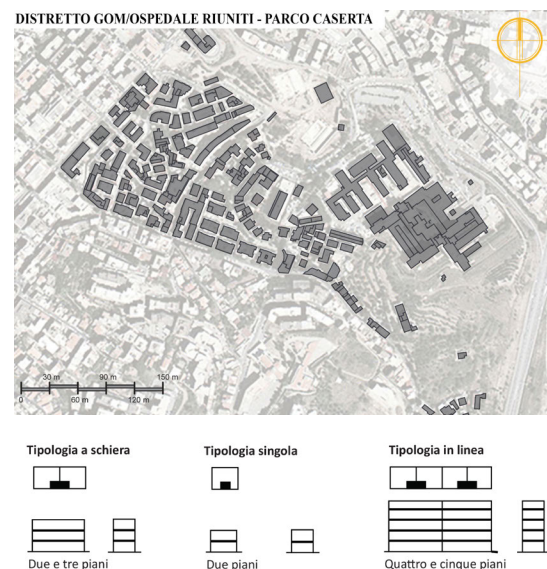 DISTRETTO GOM/OSPEDALE RIUNITI - PARCO CASERTA
30 m 90 m 150 m
0 60 m 120 m
Tipologia a schiera Tipologia singola Tipologia in linea
Due e tre piani Due piani Quattro e cinque piani